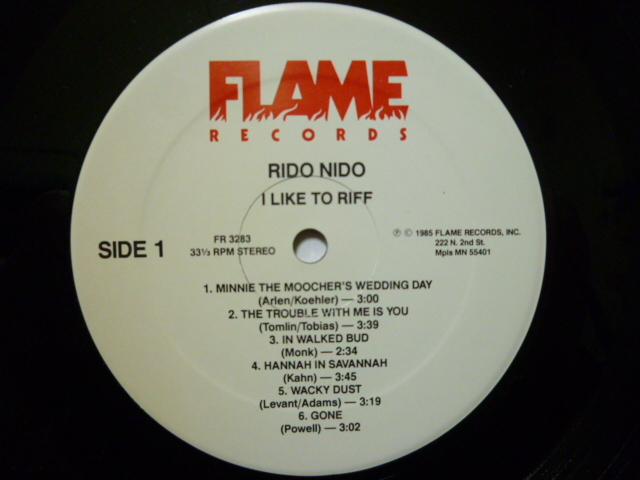 FLAME
RECORDS
RIDO NIDO
I LIKE TO RIFF
SIDE 1
FR 3283
33⅓ RPM STEREO
Ⓟ © 1985 FLAME RECORDS, INC.
222 N. 2nd St.
Mpls MN 55401
1. MINNIE THE MOOCHER'S WEDDING DAY
(Arlen/Koehler) — 3:00
2. THE TROUBLE WITH ME IS YOU
(Tomlin/Tobias) — 3:39
3. IN WALKED BUD
(Monk) — 2:34
4. HANNAH IN SAVANNAH
(Kahn) — 3:45
5. WACKY DUST
(Levant/Adams) — 3:19
6. GONE
(Powell) — 3:02